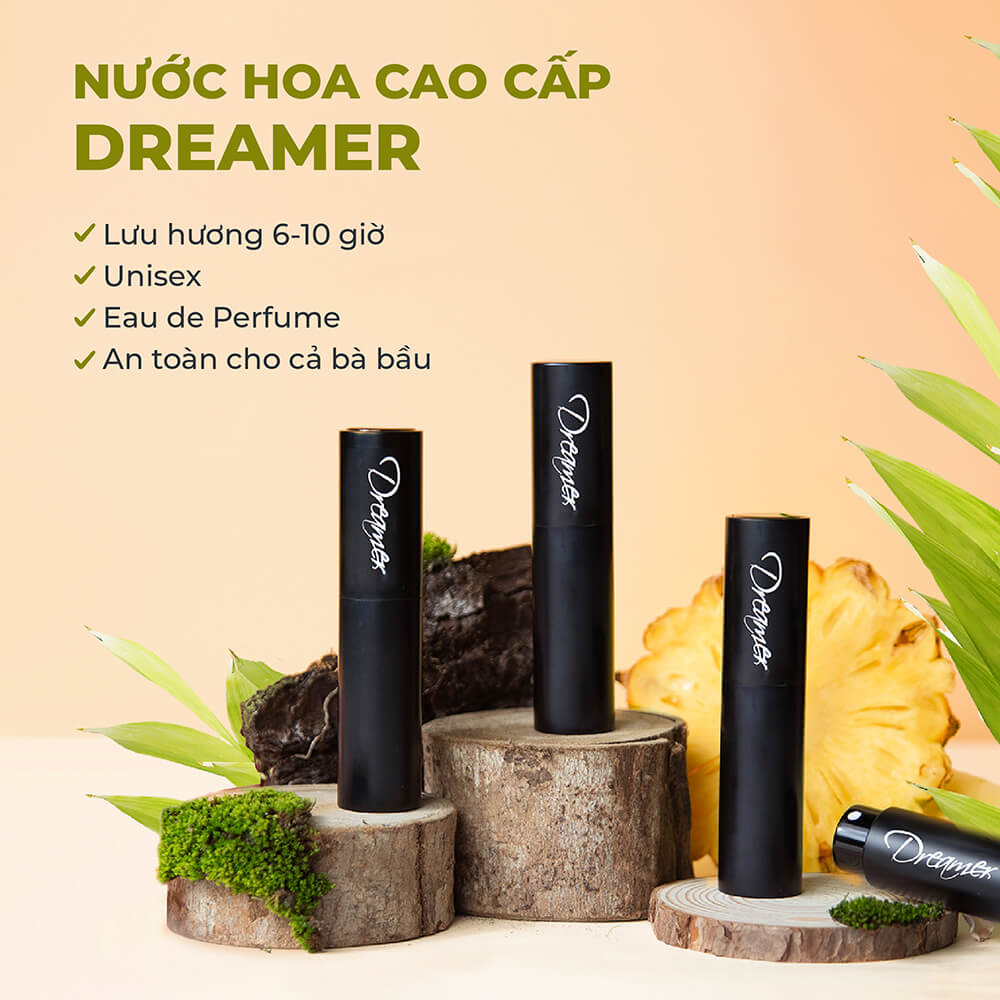 NƯỚC HOA CAO CẤP
DREAMER
Lưu hương 6-10 giờ
Unisex
Eau de Perfume
An toàn cho cả bà bầu
Dreamer
Dreamer
Dreamer
Dreamer